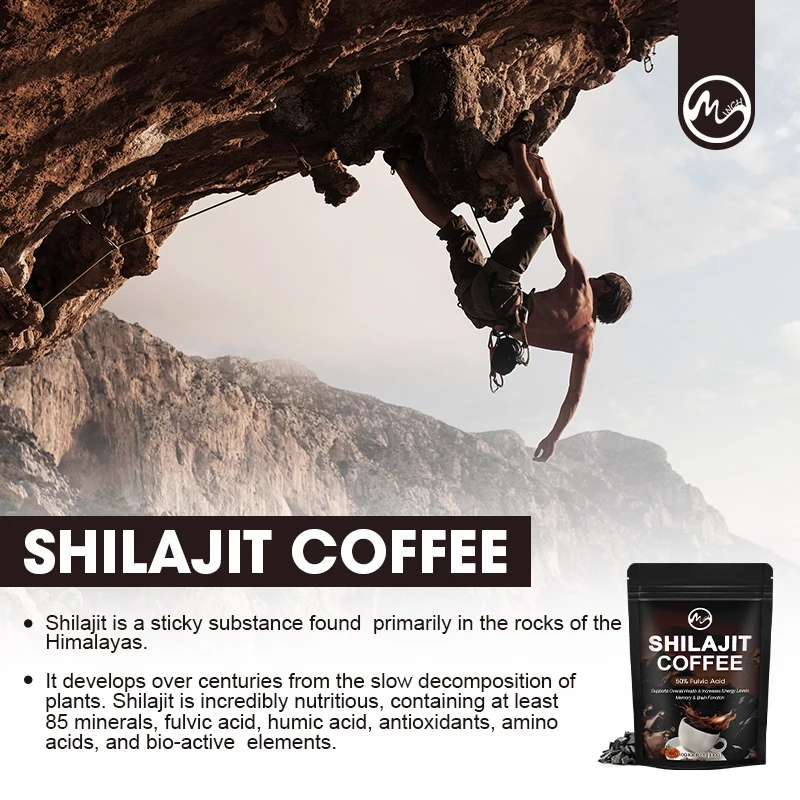 MINCH
SHILAJIT COFFEE
• Shilajit is a sticky substance found  primarily in the rocks of the
Himalayas.
• It develops over centuries from the slow decomposition of
plants. Shilajit is incredibly nutritious, containing at least
85 minerals, fulvic acid, humic acid, antioxidants, amino
acids, and bio-active  elements.
SHILAJIT
COFFEE
50% Fulvic Acid
Supports Overall Health & Increases Energy Levels
Memory & Brain Function